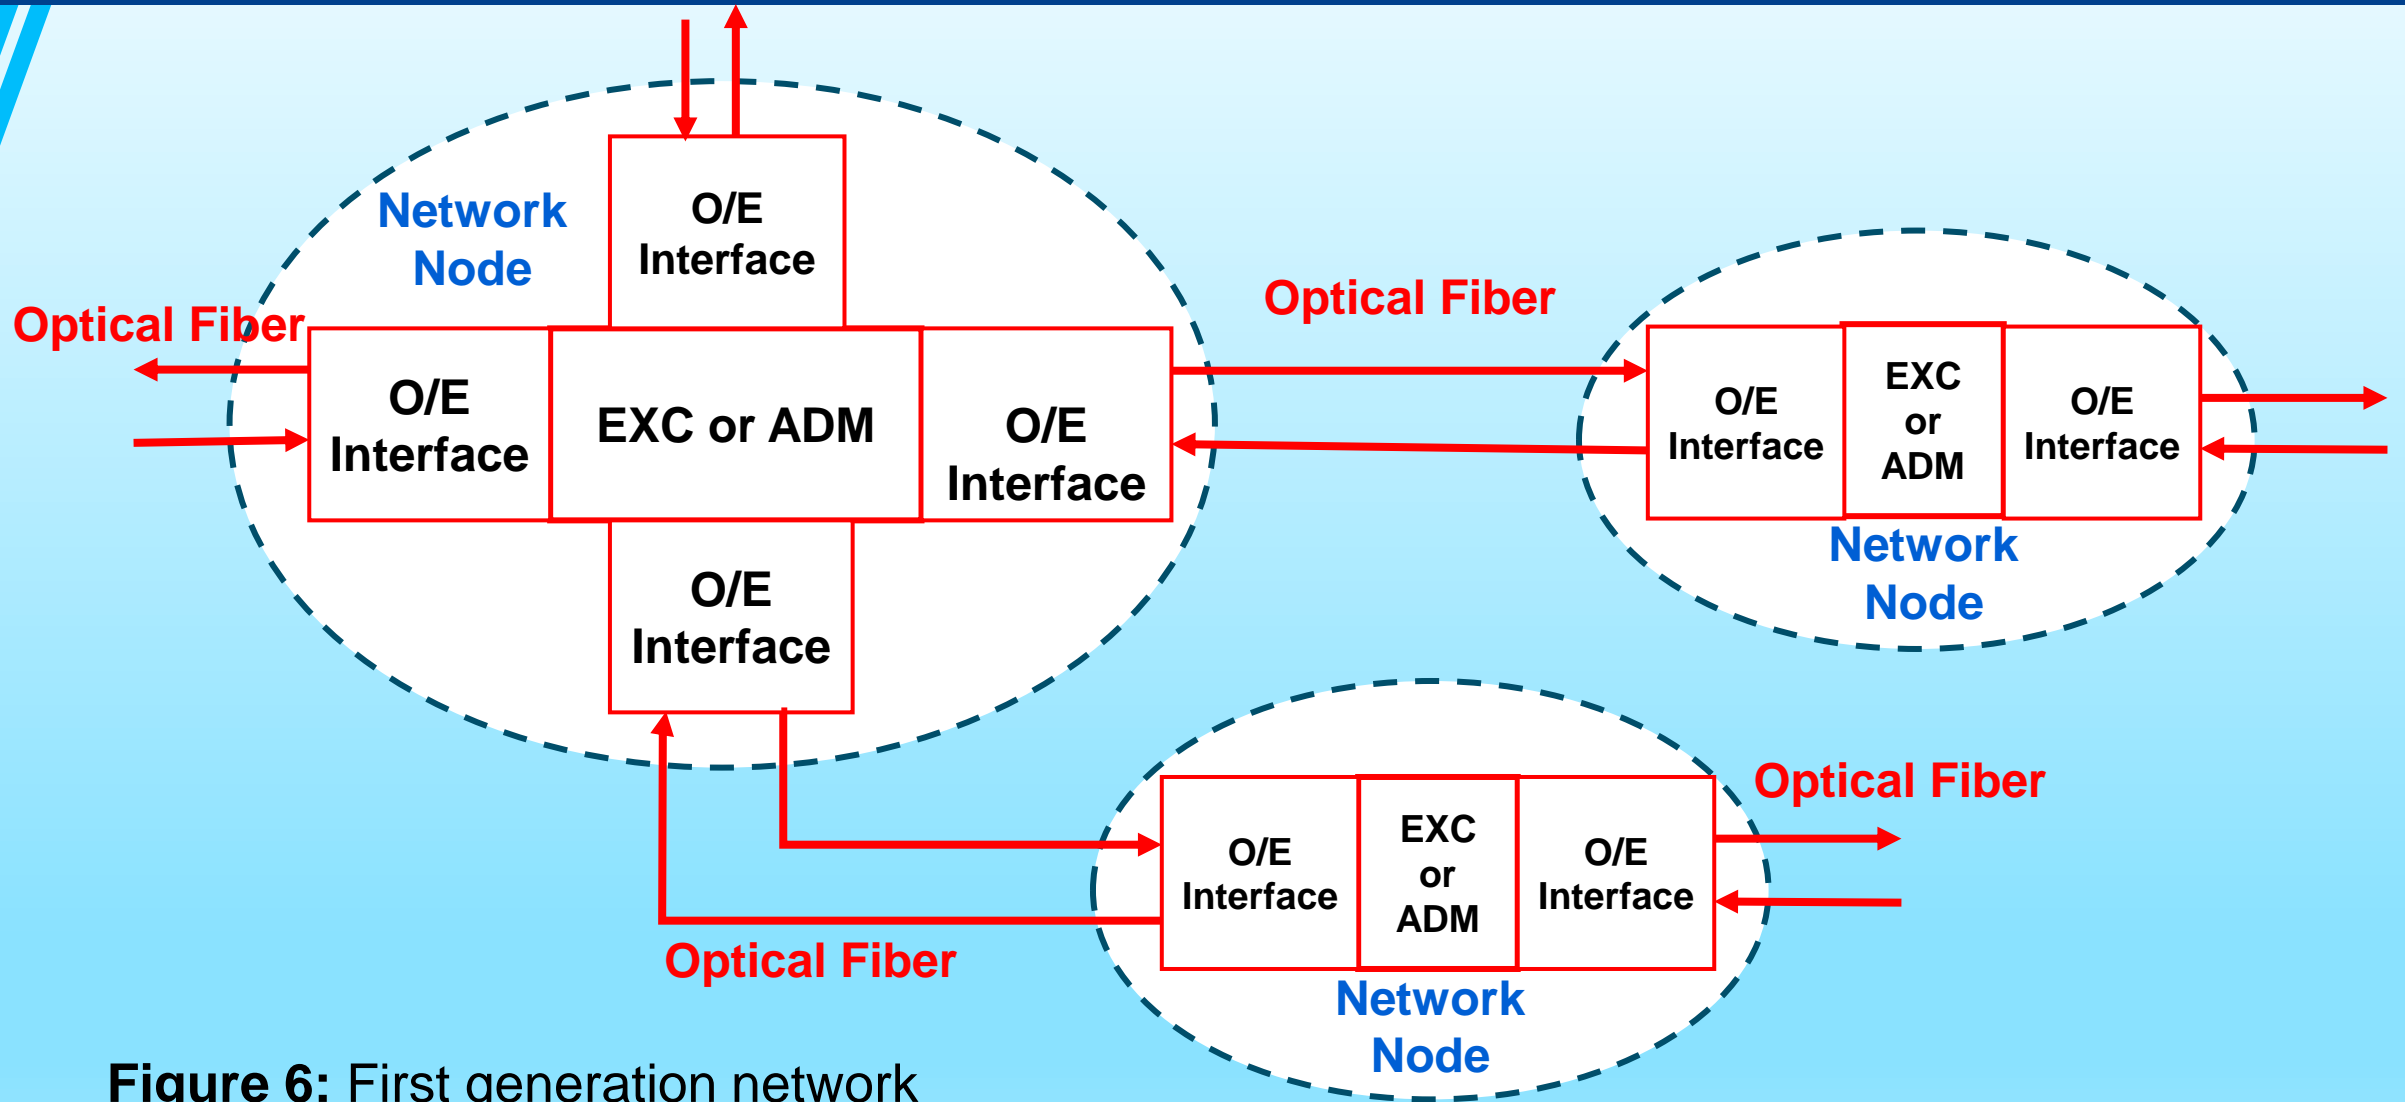 Network
Node
O/E
Interface
Optical Fiber
O/E
Interface
EXC or ADM
O/E
Interface
O/E
Interface
Optical Fiber
O/E
Interface
EXC
or
ADM
O/E
Interface
Network
Node
Optical Fiber
O/E
Interface
EXC
or
ADM
O/E
Interface
Optical Fiber
Network
Node
Figure 6: First generation network